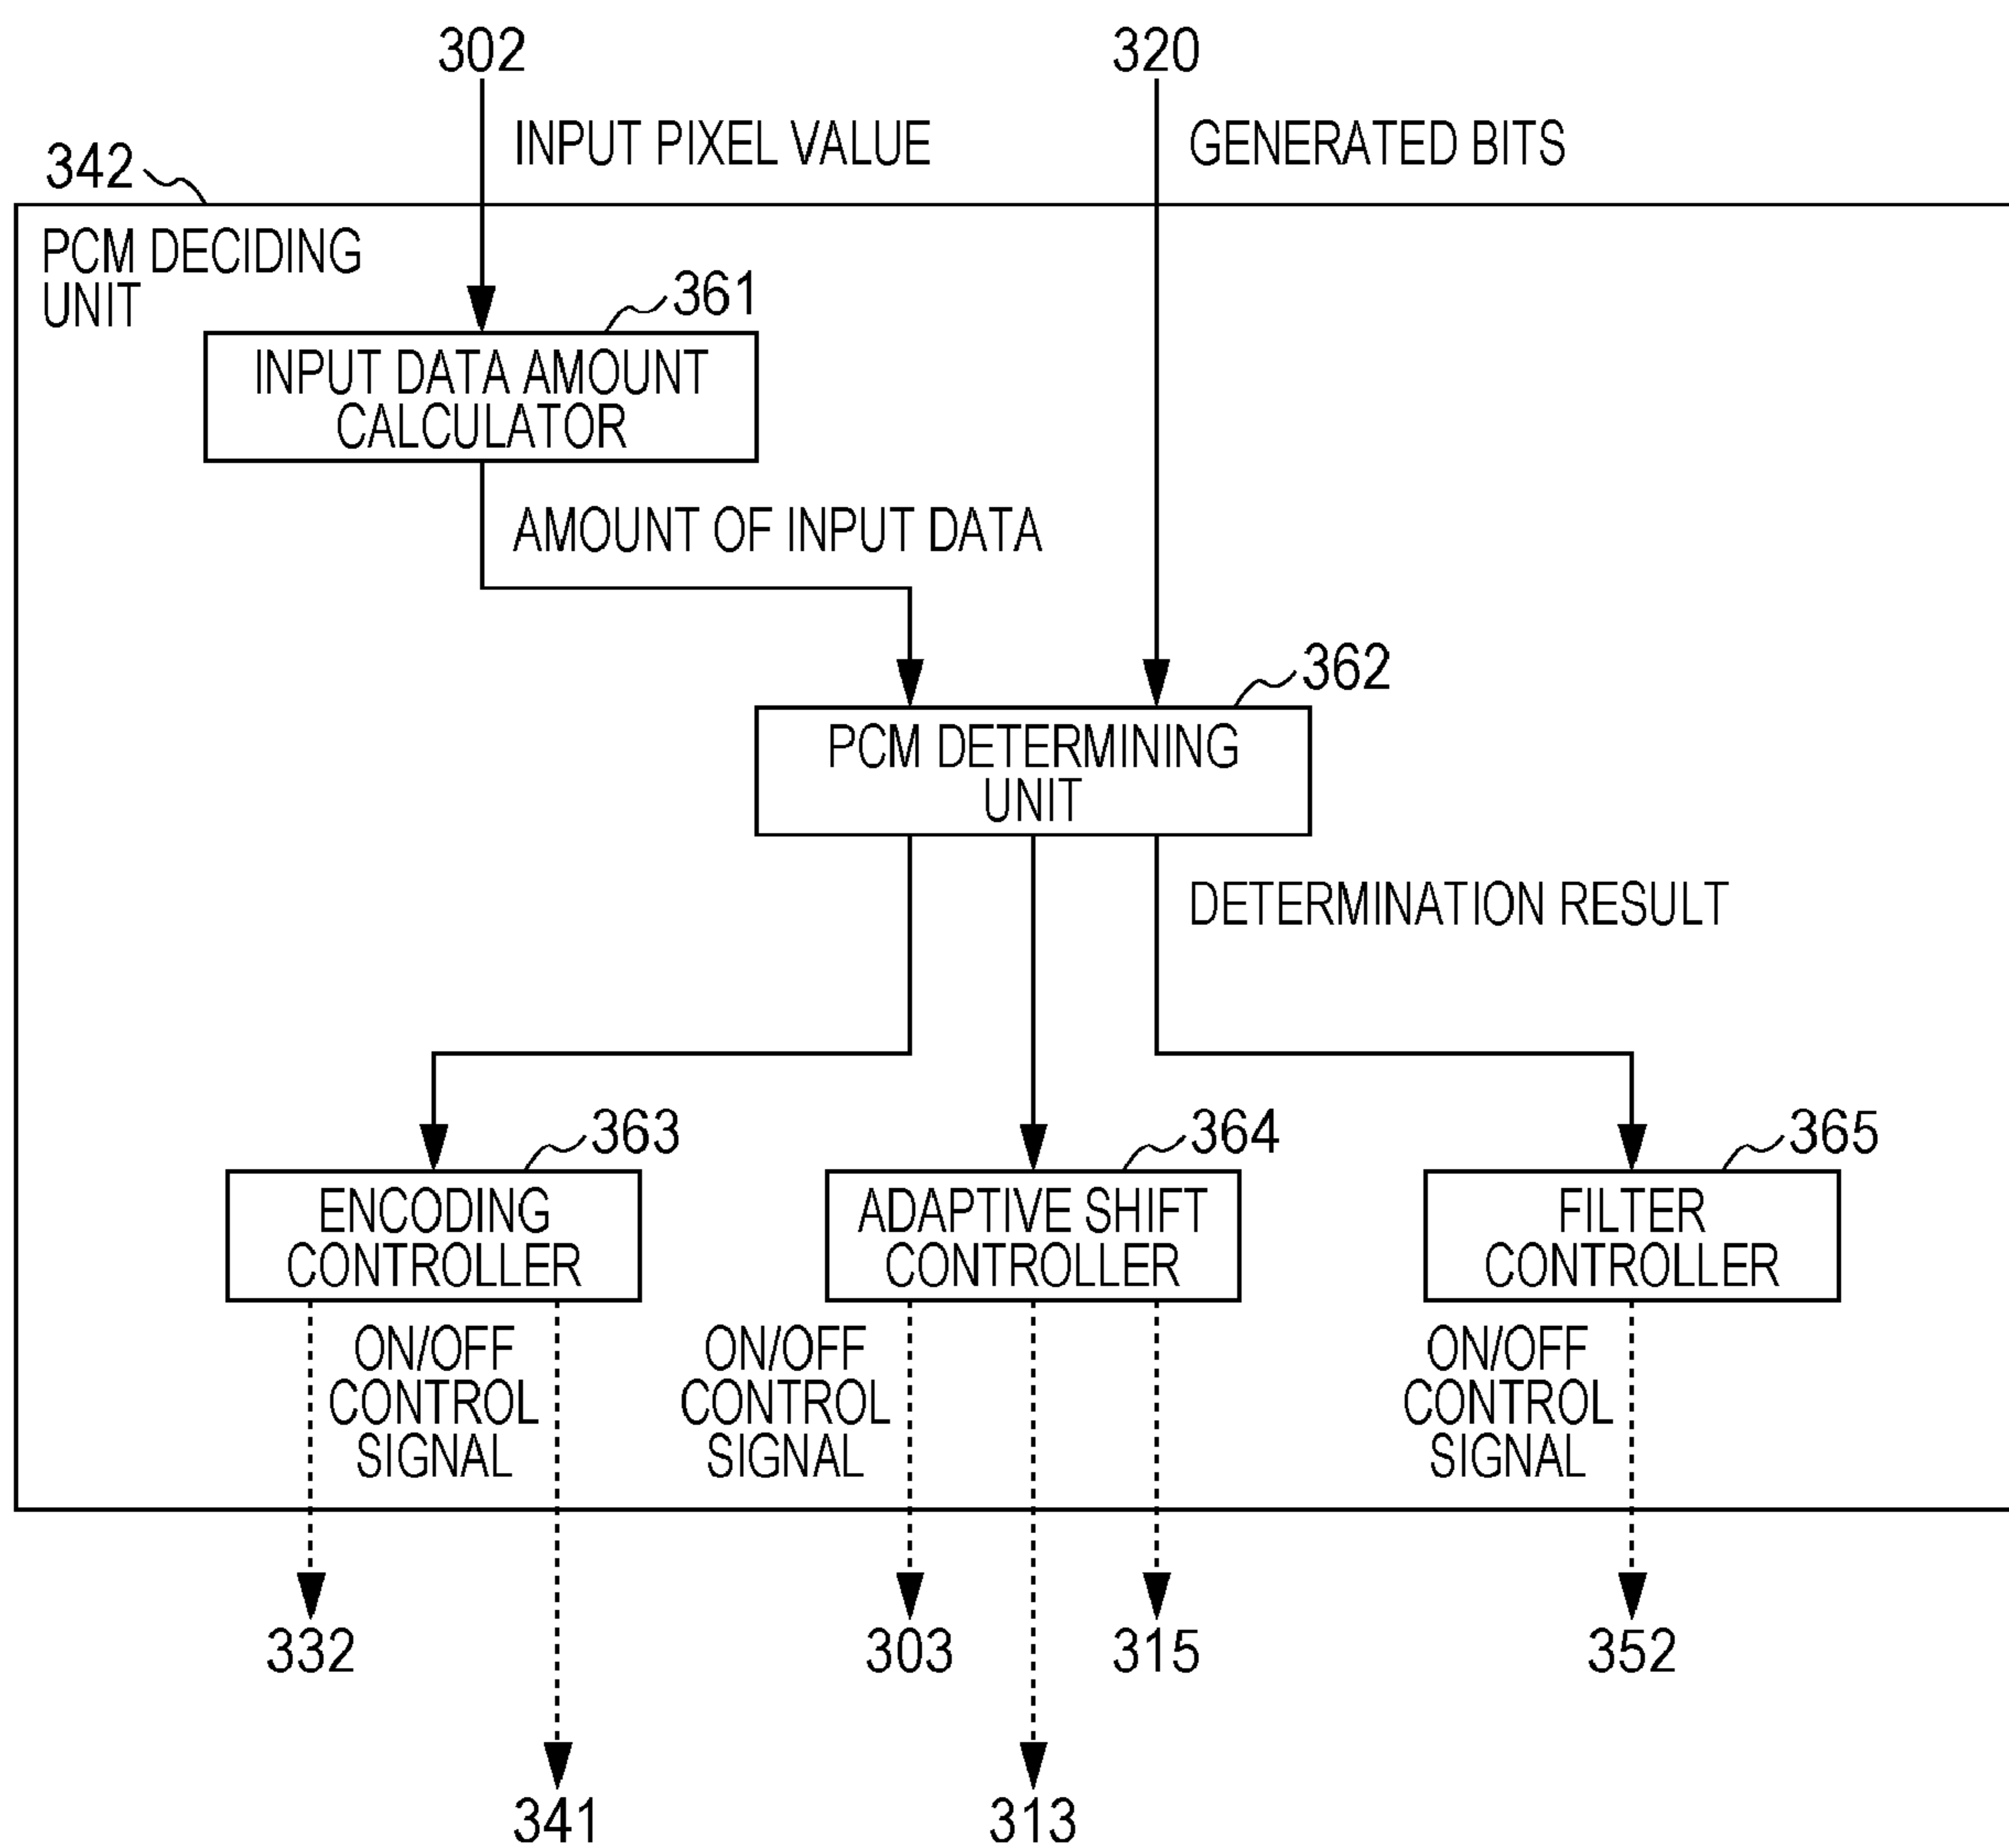 302
320
INPUT PIXEL VALUE
GENERATED BITS
342
PCM DECIDING
UNIT
361
INPUT DATA AMOUNT
CALCULATOR
AMOUNT OF INPUT DATA
362
PCM DETERMINING
UNIT
DETERMINATION RESULT
363
364
365
ENCODING
CONTROLLER
ADAPTIVE SHIFT
CONTROLLER
FILTER
CONTROLLER
ON/OFF
CONTROL
SIGNAL
ON/OFF
CONTROL
SIGNAL
ON/OFF
CONTROL
SIGNAL
332
303
315
352
341
313